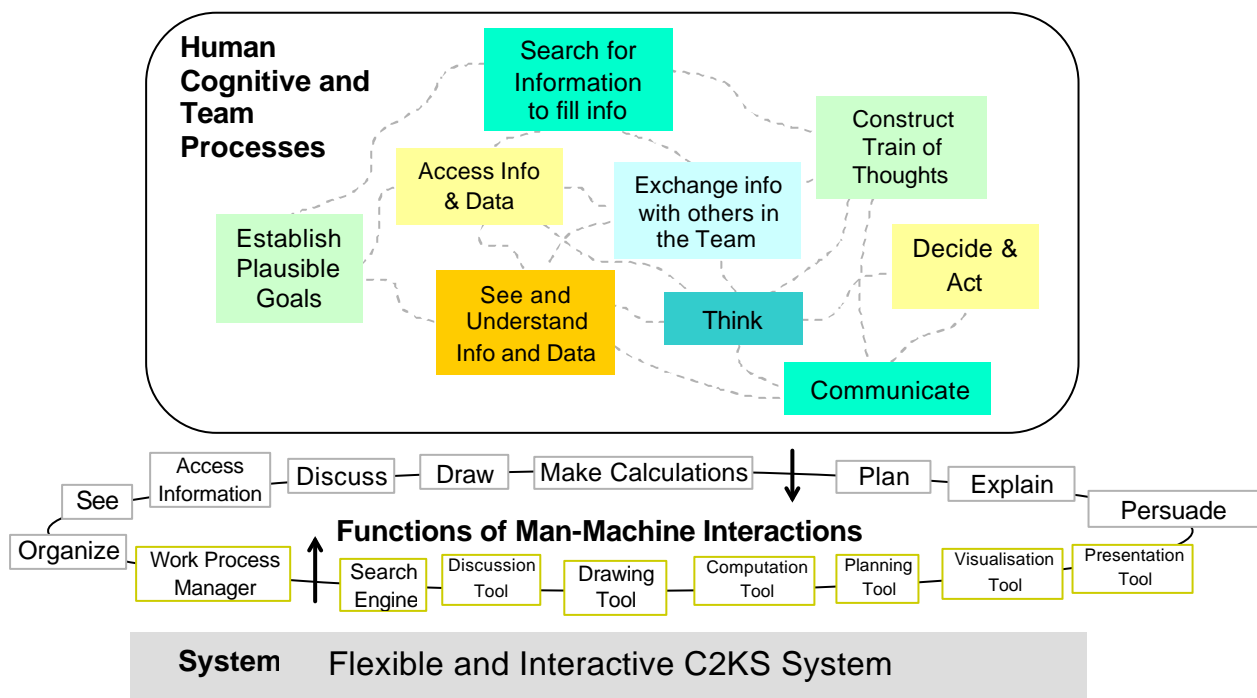 Human
Cognitive and
Team
Processes
Search for
Information
to fill info
Construct
Train of
Thoughts
Access Info
& Data
Exchange info
with others in
the Team
Establish
Plausible
Goals
Decide &
Act
See and
Understand
Info and Data
Think
Communicate
See
Access
Information
Discuss
Draw
Make Calculations
Plan
Explain
Persuade
Functions of Man-Machine Interactions
Organize
Work Process
Manager
Search
Engine
Discussion
Tool
Drawing
Tool
Computation
Tool
Planning
Tool
Visualisation
Tool
Presentation
Tool
System Flexible and Interactive C2KS System